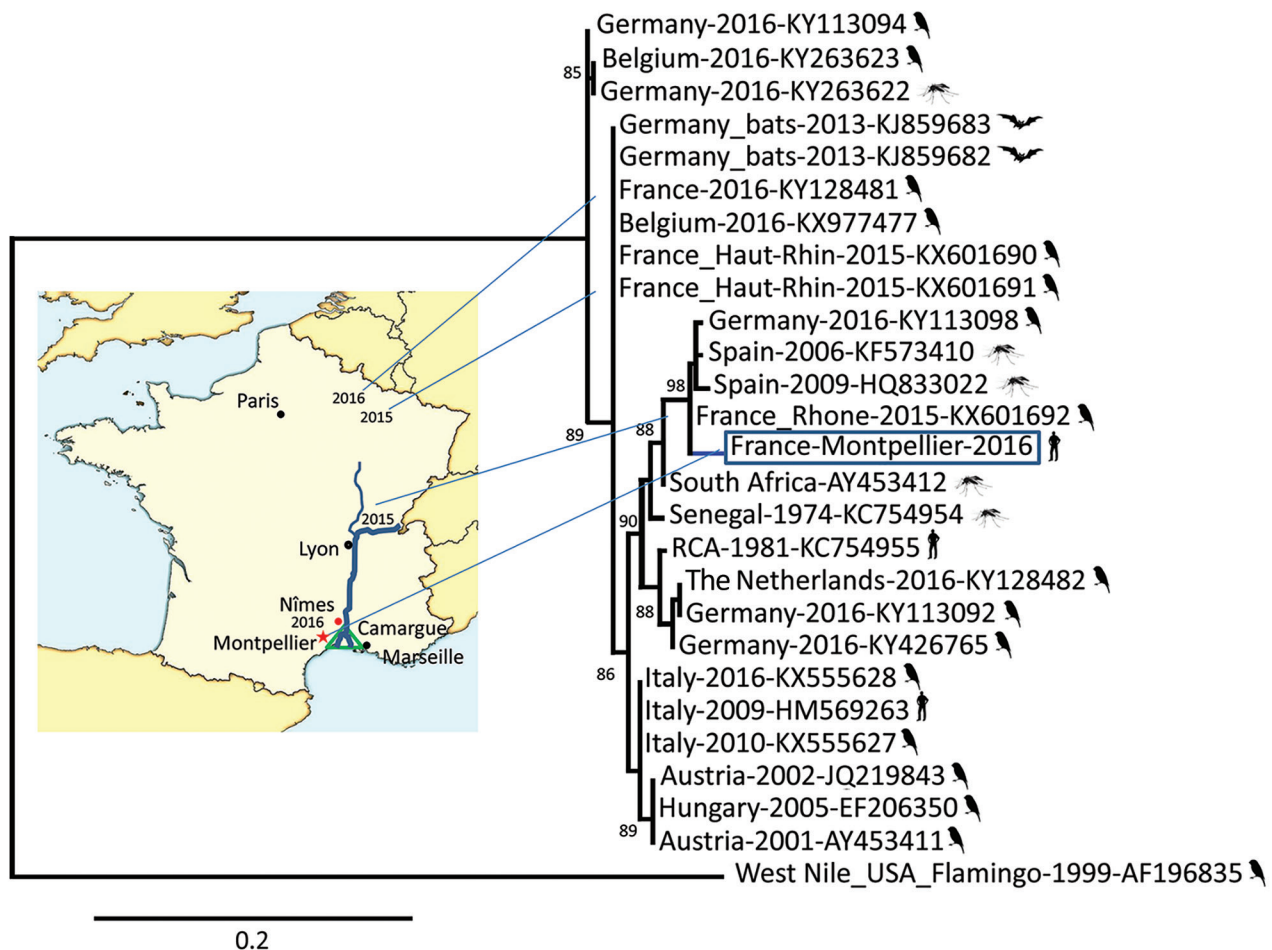 Germany-2016-KY113094
Belgium-2016-KY263623
85
Germany-2016-KY263622
Germany_bats-2013-KJ859683
Germany_bats-2013-KJ859682
France-2016-KY128481
Belgium-2016-KX977477
France_Haut-Rhin-2015-KX601690
France_Haut-Rhin-2015-KX601691
Germany-2016-KY113098
Spain-2006-KF573410
98
Spain-2009-HQ833022
France_Rhone-2015-KX601692
89
88
France-Montpellier-2016
South Africa-AY453412
Senegal-1974-KC754954
90
RCA-1981-KC754955
The Netherlands-2016-KY128482
88
Germany-2016-KY113092
Germany-2016-KY426765
86
Italy-2016-KX555628
Italy-2009-HM569263
Italy-2010-KX555627
Austria-2002-JQ219843
Hungary-2005-EF206350
89
Austria-2001-AY453411
West Nile_USA_Flamingo-1999-AF196835
Paris
2016
2015
2015
Lyon
Nîmes
2016
Camargue
Montpellier
Marseille
0.2